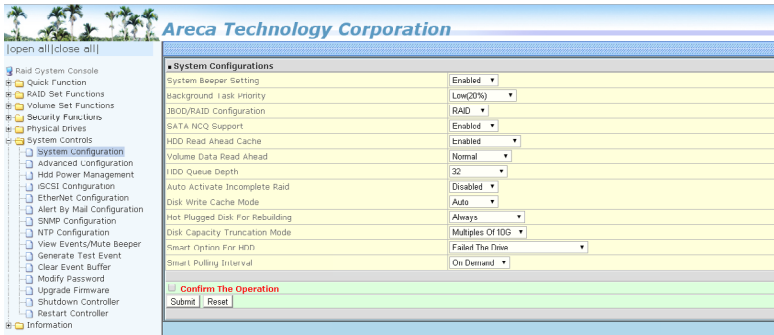 Areca Technology Corporation
|open all|close all|
Raid System Console
Quick Function
RAID Set Functions
Volume Set Functions
Security Functions
Physical Drives
System Controls
System Configuration
Advanced Configuration
Hdd Power Management
iSCSI Configuration
EtherNet Configuration
Alert By Mail Configuration
SNMP Configuration
NTP Configuration
View Events/Mute Beeper
Generate Test Event
Clear Event Buffer
Modify Password
Upgrade Firmware
Shutdown Controller
Restart Controller
Information
System Configurations
System Beeper Setting Enabled
Background Task Priority Low(20%)
JBOD/RAID Configuration RAID
SATA NCQ Support Enabled
HDD Read Ahead Cache Enabled
Volume Data Read Ahead Normal
HDD Queue Depth 32
Auto Activate Incomplete Raid Disabled
Disk Write Cache Mode Auto
Hot Plugged Disk For Rebuilding Always
Disk Capacity Truncation Mode Multiples Of 10G
Smart Option For HDD Failed The Drive
Smart Polling Interval On Demand
Confirm The Operation
Submit Reset